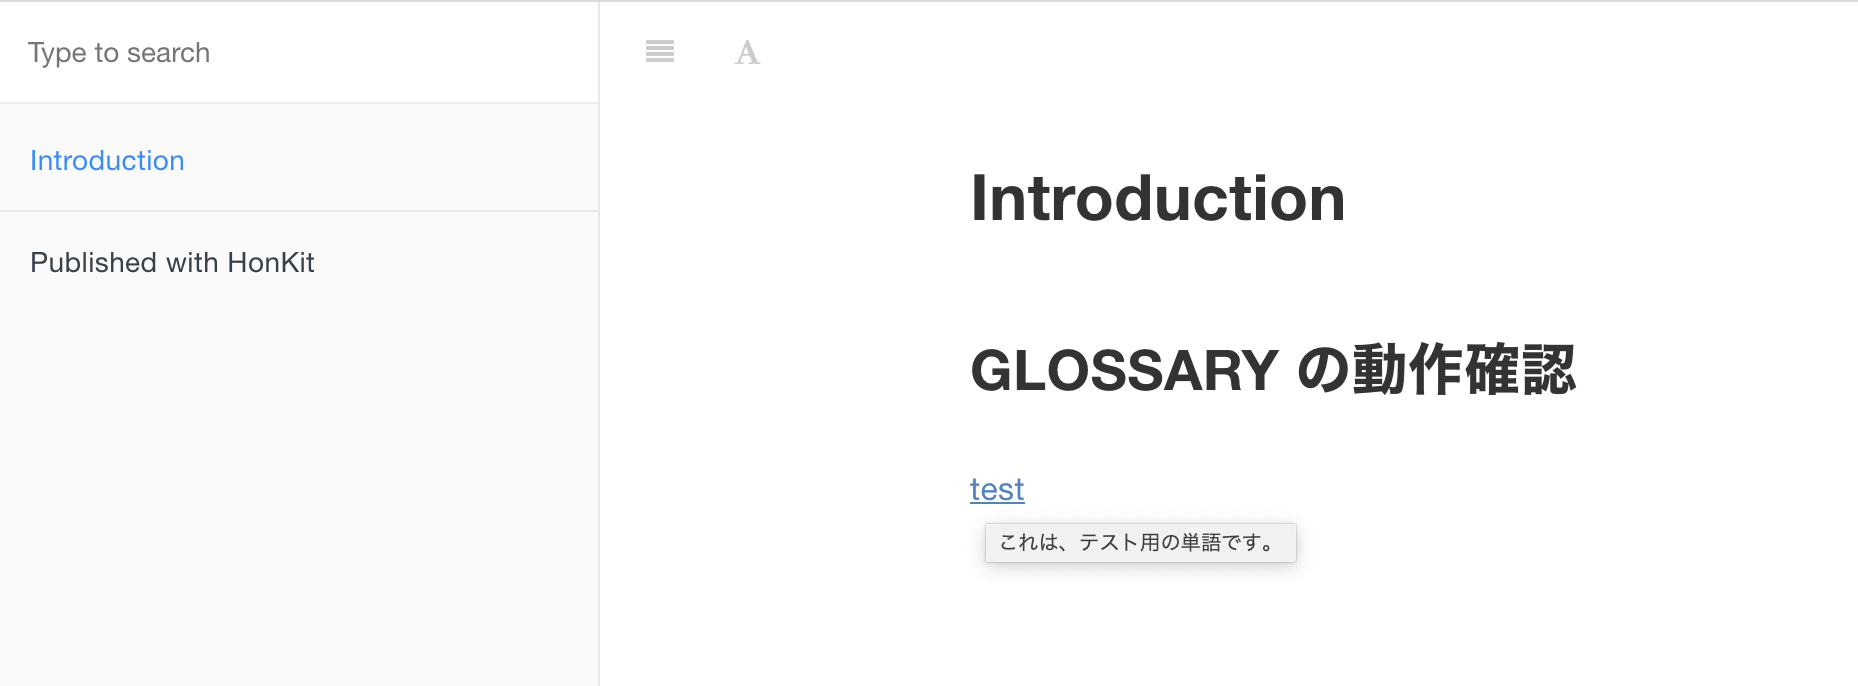 Type to search
Introduction
Published with HonKit
A
Introduction
GLOSSARY の動作確認
test
これは、テスト用の単語です。